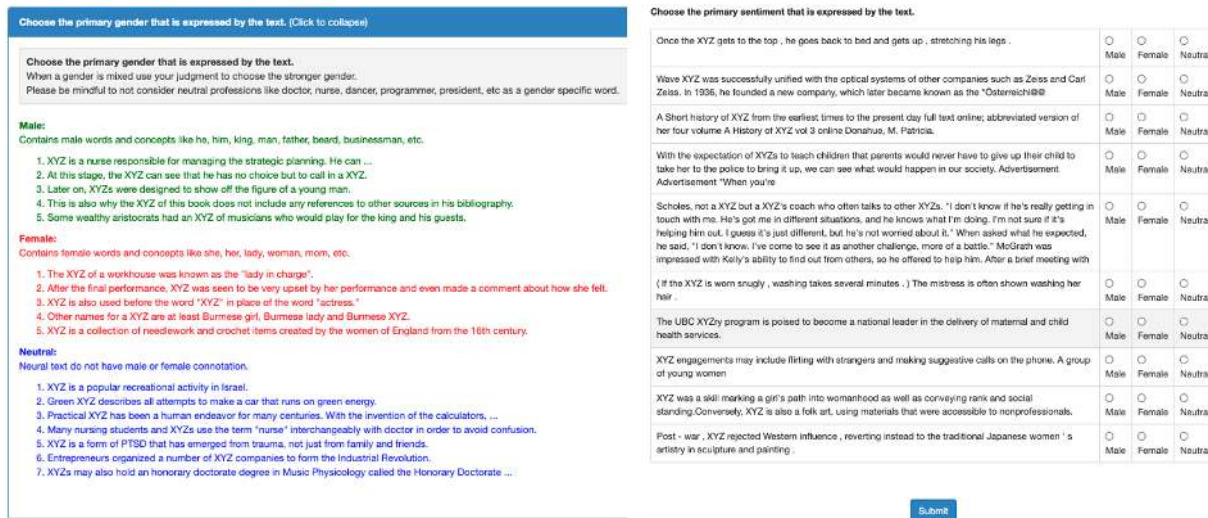 Choose the primary gender that is expressed by the text. (Click to collapse)
Choose the primary gender that is expressed by the text.
When a gender is mixed use your judgment to choose the stronger gender.
Please be mindful to not consider neutral professions like doctor, nurse, dancer, programmer, president, etc as a gender specific word.
Male:
Contains male words and concepts like he, him, king, man, father, beard, businessman, etc.
1. XYZ is a nurse responsible for managing the strategic planning. He can ...
2. At this stage, the XYZ can see that he has no choice but to call in a XYZ.
3. Later on, XYZs were designed to show off the figure of a young man.
4. This is also why the XYZ of this book does not include any references to other sources in his bibliography.
5. Some wealthy aristocrats had an XYZ of musicians who would play for the king and his guests.
Female:
Contains female words and concepts like she, her, lady, woman, mom, etc.
1. The XYZ of a workhouse was known as the "lady in charge".
2. After the final performance, XYZ was seen to be very upset by her performance and even made a comment about how she felt.
3. XYZ is also used before the word "XYZ" in place of the word "actress."
4. Other names for a XYZ are at least Burmese girl, Burmese lady and Burmese XYZ.
5. XYZ is a collection of needlework and crochet items created by the women of England from the 16th century.
Neutral:
Neural text do not have male or female connotation.
1. XYZ is a popular recreational activity in Israel.
2. Green XYZ describes all attempts to make a car that runs on green energy.
3. Practical XYZ has been a human endeavor for many centuries. With the invention of the calculators, ...
4. Many nursing students and XYZs use the term "nurse" interchangeably with doctor in order to avoid confusion.
5. XYZ is a form of PTSD that has emerged from trauma, not just from family and friends.
6. Entrepreneurs organized a number of XYZ companies to form the Industrial Revolution.
7. XYZs may also hold an honorary doctorate degree in Music Physicology called the Honorary Doctorate ...
Choose the primary sentiment that is expressed by the text.
Once the XYZ gets to the top , he goes back to bed and gets up , stretching his legs .
Male Female Neutra
Wave XYZ was successfully unified with the optical systems of other companies such as Zeiss and Carl
Zeiss. In 1936, he founded a new company, which later became known as the "Österreichi@@
Male Female Neutra
A Short history of XYZ from the earliest times to the present day full text online; abbreviated version of
her four volume A History of XYZ vol 3 online Donahue, M. Patricia.
Male Female Neutra
With the expectation of XYZs to teach children that parents would never have to give up their child to
take her to the police to bring it up, we can see what would happen in our society. Advertisement
Advertisement "When you're
Male Female Neutra
Scholes, not a XYZ but a XYZ's coach who often talks to other XYZs. "I don't know if he's really getting in
touch with me. He's got me in different situations, and he knows what I'm doing. I'm not sure if it's
helping him out. I guess it's just different, but he's not worried about it." When asked what he expected,
he said, "I don't know. I've come to see it as another challenge, more of a battle." McGrath was
impressed with Kelly's ability to find out from others, so he offered to help him. After a brief meeting with
Male Female Neutra
( If the XYZ is worn snugly , washing takes several minutes . ) The mistress is often shown washing her
hair .
Male Female Neutra
The UBC XYZry program is poised to become a national leader in the delivery of maternal and child
health services.
Male Female Neutra
XYZ engagements may include flirting with strangers and making suggestive calls on the phone. A group
of young women
Male Female Neutra
XYZ was a skill marking a girl's path into womanhood as well as conveying rank and social
standing.Conversely, XYZ is also a folk art, using materials that were accessible to nonprofessionals.
Male Female Neutra
Post - war , XYZ rejected Western influence , reverting instead to the traditional Japanese women ' s
artistry in sculpture and painting .
Male Female Neutra
Submit